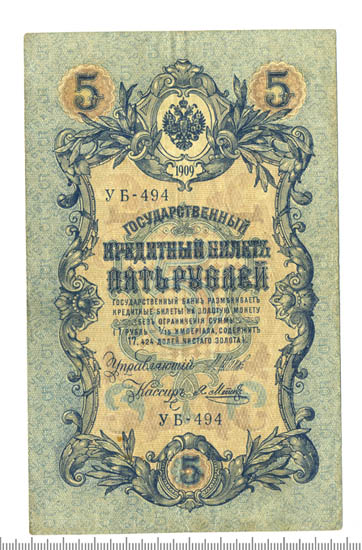 5 5
1909
УБ-494
ГОСУДАРСТВЕННЫЙ
КРЕДИТНЫЙ БИЛЕТЪ
ПЯТЬ РУБЛЕЙ
ГОСУДАРСТВЕННЫЙ БАНКЪ РАЗМѢНИВАЕТЪ
КРЕДИТНЫЕ БИЛЕТЫ НА ЗОЛОТУЮ МОНЕТУ
БЕЗЪ ОГРАНИЧЕНІЯ СУММЫ
(1 РУБЛЬ = 1/15 ИМПЕРІАЛА, СОДЕРЖИТЪ
17,424 ДОЛЕЙ ЧИСТАГО ЗОЛОТА).
Управляющій
Кассиръ
УБ-494
5